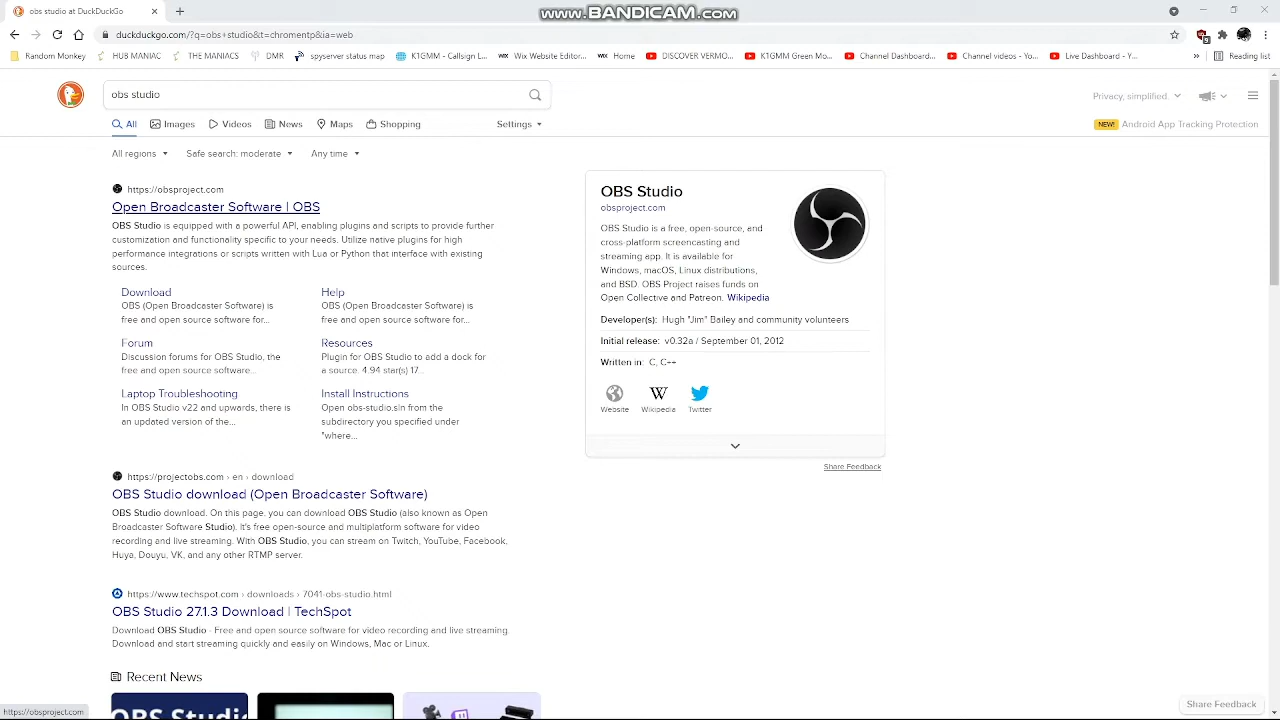 obs studio at DuckDuckGo
www.BANDICAM.com
duckduckgo.com/?q=obs+studio&t=chromentp&ia=web
Random Monkey
HUB MANIAC
THE MANIACS
DMR
spyserver status map
K1GMM - Callsign L...
Wix Website Editor...
Home
DISCOVER VERMO...
K1GMM Green Mo...
Channel Dashboard...
Channel videos - Yo...
Live Dashboard - Y...
»
Reading list
obs studio
Privacy, simplified.
All
Images
Videos
News
Maps
Shopping
Settings
NEW! Android App Tracking Protection
All regions
Safe search: moderate
Any time
https://obsproject.com
Open Broadcaster Software | OBS
OBS Studio is equipped with a powerful API, enabling plugins and scripts to provide further
customization and functionality specific to your needs. Utilize native plugins for high
performance integrations or scripts written with Lua or Python that interface with existing
sources.
Download
OBS (Open Broadcaster Software) is
free and open source software for...
Help
OBS (Open Broadcaster Software) is
free and open source software for...
Forum
Discussion forums for OBS Studio, the
free and open source software...
Resources
Plugin for OBS Studio to add a dock for
a source. 4.94 star(s) 17...
Laptop Troubleshooting
In OBS Studio v22 and upwards, there is
an updated version of the...
Install Instructions
Open obs-studio.sln from the
subdirectory you specified under
"where...
https://projectobs.com › en › download
OBS Studio download (Open Broadcaster Software)
OBS Studio download. On this page, you can download OBS Studio (also known as Open
Broadcaster Software Studio). It's free open-source and multiplatform software for video
recording and live streaming. With OBS Studio, you can stream on Twitch, YouTube, Facebook,
Huya, Douyu, VK, and any other RTMP server.
https://www.techspot.com › downloads › 7041-obs-studio.html
OBS Studio 27.1.3 Download | TechSpot
Download OBS Studio - Free and open source software for video recording and live streaming.
Download and start streaming quickly and easily on Windows, Mac or Linux.
Recent News
OBS Studio
OBS Studio
obsproject.com
OBS Studio is a free, open-source, and
cross-platform screencasting and
streaming app. It is available for
Windows, macOS, Linux distributions,
and BSD. OBS Project raises funds on
Open Collective and Patreon. Wikipedia
Developer(s): Hugh "Jim" Bailey and community volunteers
Initial release: v0.32a / September 01, 2012
Written in: C, C++
Website
W
Wikipedia
Twitter
Share Feedback
Share Feedback
https://obsproject.com